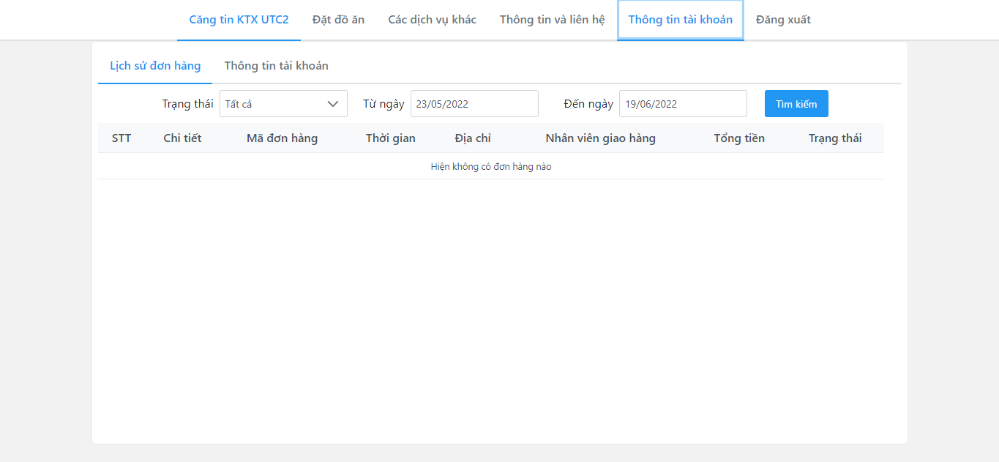 Căng tin KTX UTC2 Đặt đồ ăn Các dịch vụ khác Thông tin và liên hệ Thông tin tài khoản Đăng xuất
Lịch sử đơn hàng Thông tin tài khoản
Trạng thái Tất cả Từ ngày 23/05/2022 Đến ngày 19/06/2022 Tìm kiếm
STT Chi tiết Mã đơn hàng Thời gian Địa chỉ Nhân viên giao hàng Tổng tiền Trạng thái
Hiện không có đơn hàng nào